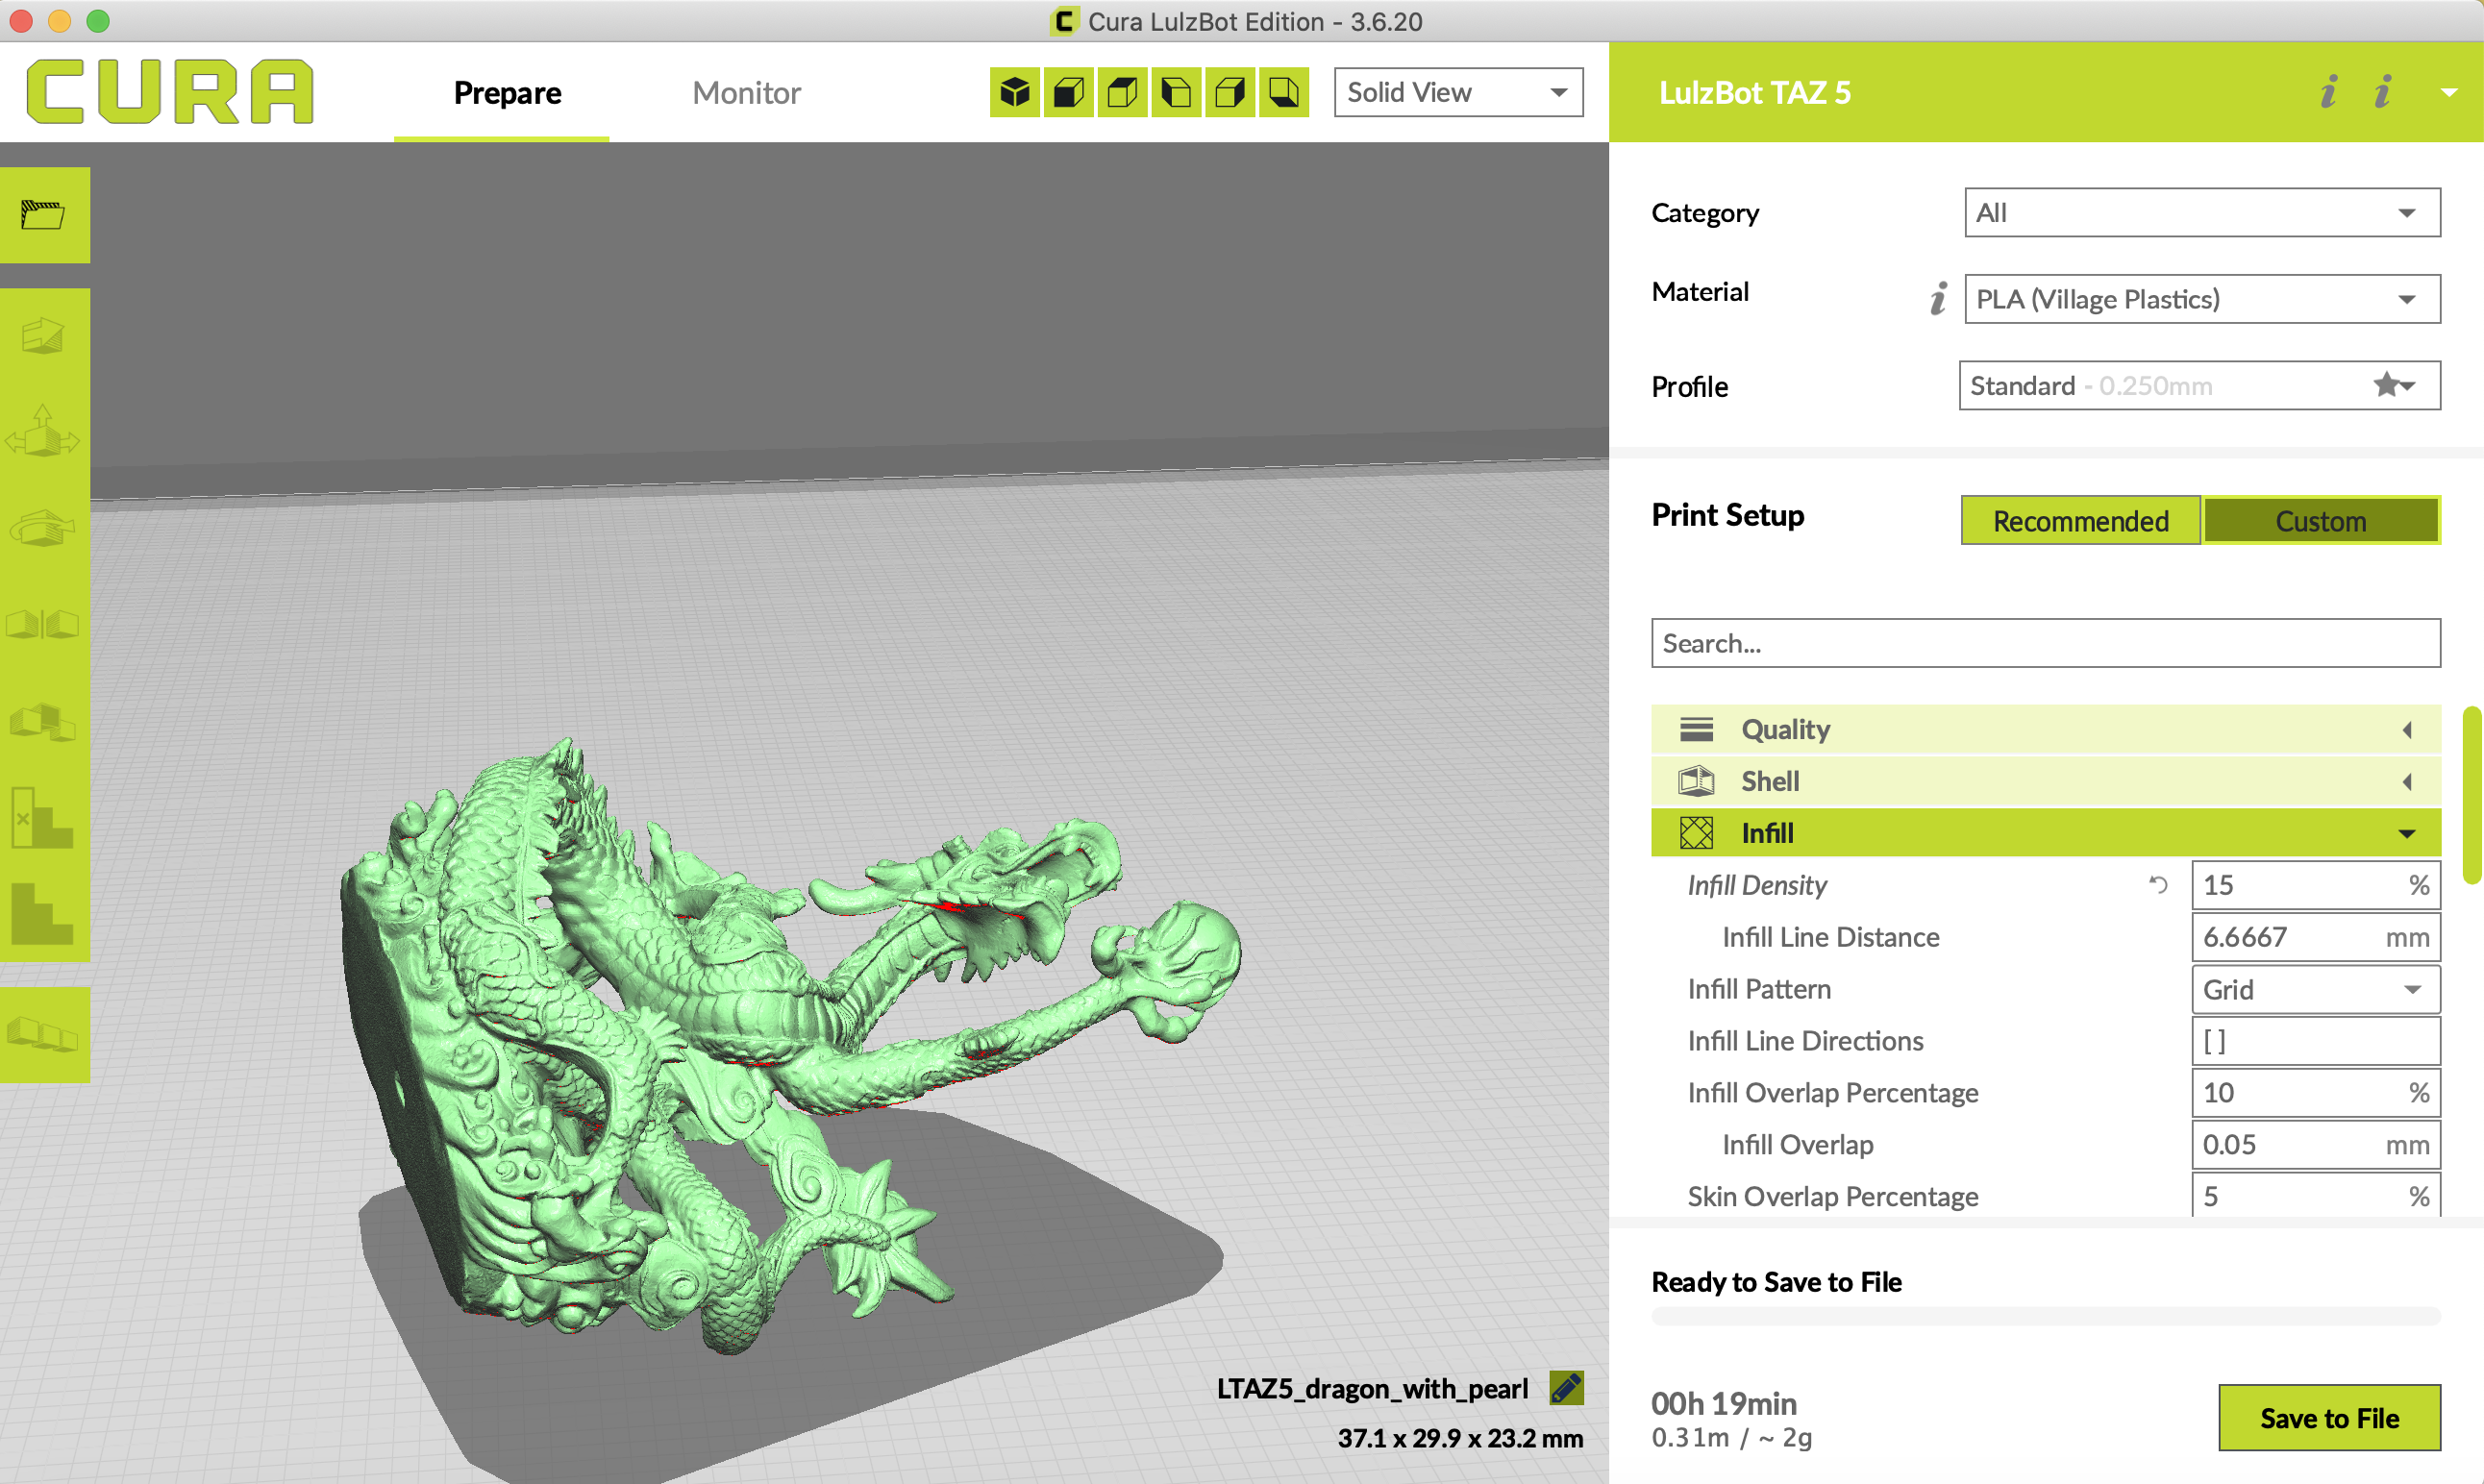 Cura LulzBot Edition - 3.6.20
CURA
Prepare
Monitor
Solid View
LulzBot TAZ 5
Category
All
Material
PLA (Village Plastics)
Profile
Standard - 0.250mm
Print Setup
Recommended
Custom
Search...
Quality
Shell
Infill
Infill Density
15 %
Infill Line Distance
6.6667 mm
Infill Pattern
Grid
Infill Line Directions
[ ]
Infill Overlap Percentage
10 %
Infill Overlap
0.05 mm
Skin Overlap Percentage
5 %
Ready to Save to File
LTAZ5_dragon_with_pearl
37.1 x 29.9 x 23.2 mm
00h 19min
0.31m / ~ 2g
Save to File